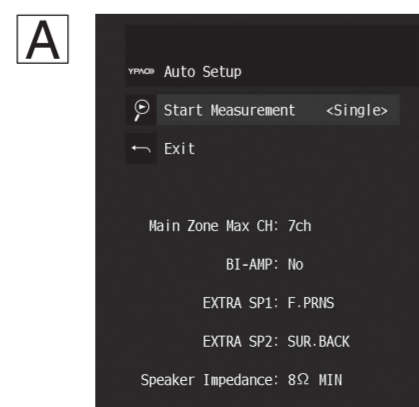 A
YPAO Auto Setup
Start Measurement <Single>
Exit
Main Zone Max CH: 7ch
BI-AMP: No
EXTRA SP1: F.PRNS
EXTRA SP2: SUR.BACK
Speaker Impedance: 8Ω MIN